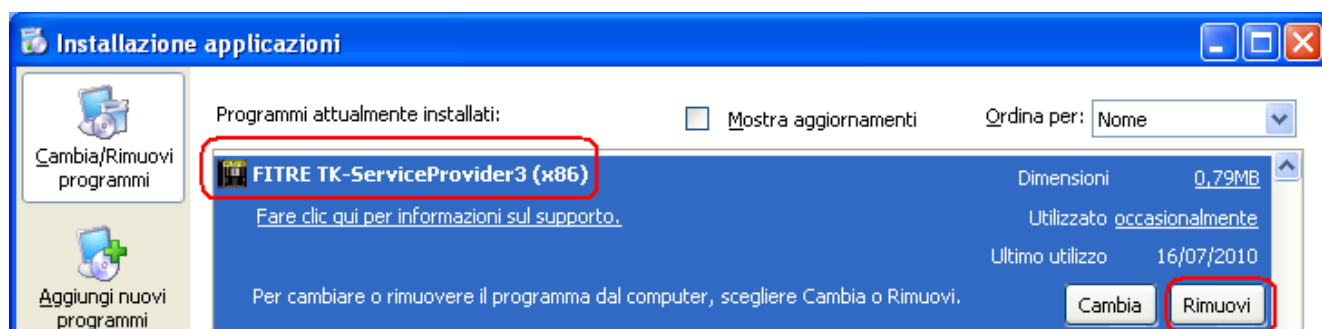 Installazione applicazioni
Cambia/Rimuovi
programmi
Aggiungi nuovi
programmi
Programmi attualmente installati:
Mostra aggiornamenti
Ordina per: Nome
FITRE TK-ServiceProvider3 (x86)
Dimensioni 0,79MB
Fare clic qui per informazioni sul supporto.
Utilizzato occasionalmente
Ultimo utilizzo 16/07/2010
Per cambiare o rimuovere il programma dal computer, scegliere Cambia o Rimuovi.
Cambia
Rimuovi